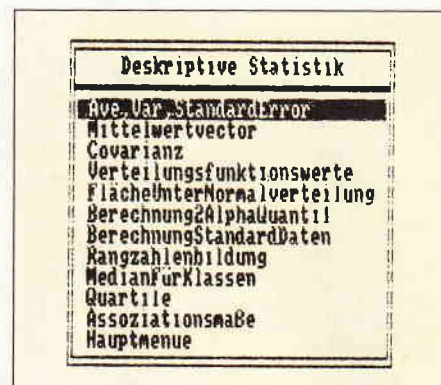 Deskriptive Statistik
Ave,Var,StandardError
Mittelwertvector
Covarianz
Verteilungsfunktionswerte
FlächeUnterNormalverteilung
Berechnung2AlphaQuantil
BerechnungStandardDaten
Rangzahlenbildung
MedianFürKlassen
Quartile
Assoziationsmaße
Hauptmenue